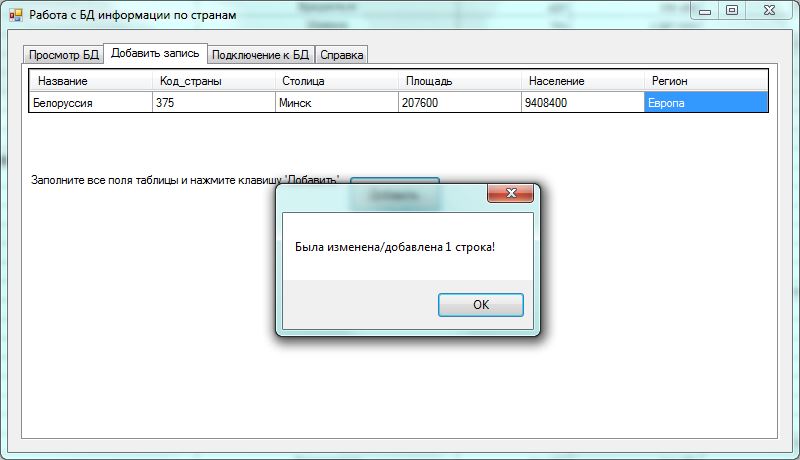 Работа с БД информации по странам
Просмотр БД Добавить запись Подключение к БД Справка
Название Код_страны Столица Площадь Население Регион
Белоруссия 375 Минск 207600 9408400 Европа
Заполните все поля таблицы и нажмите клавишу 'Добавить'
Была изменена/добавлена 1 строка!
OK